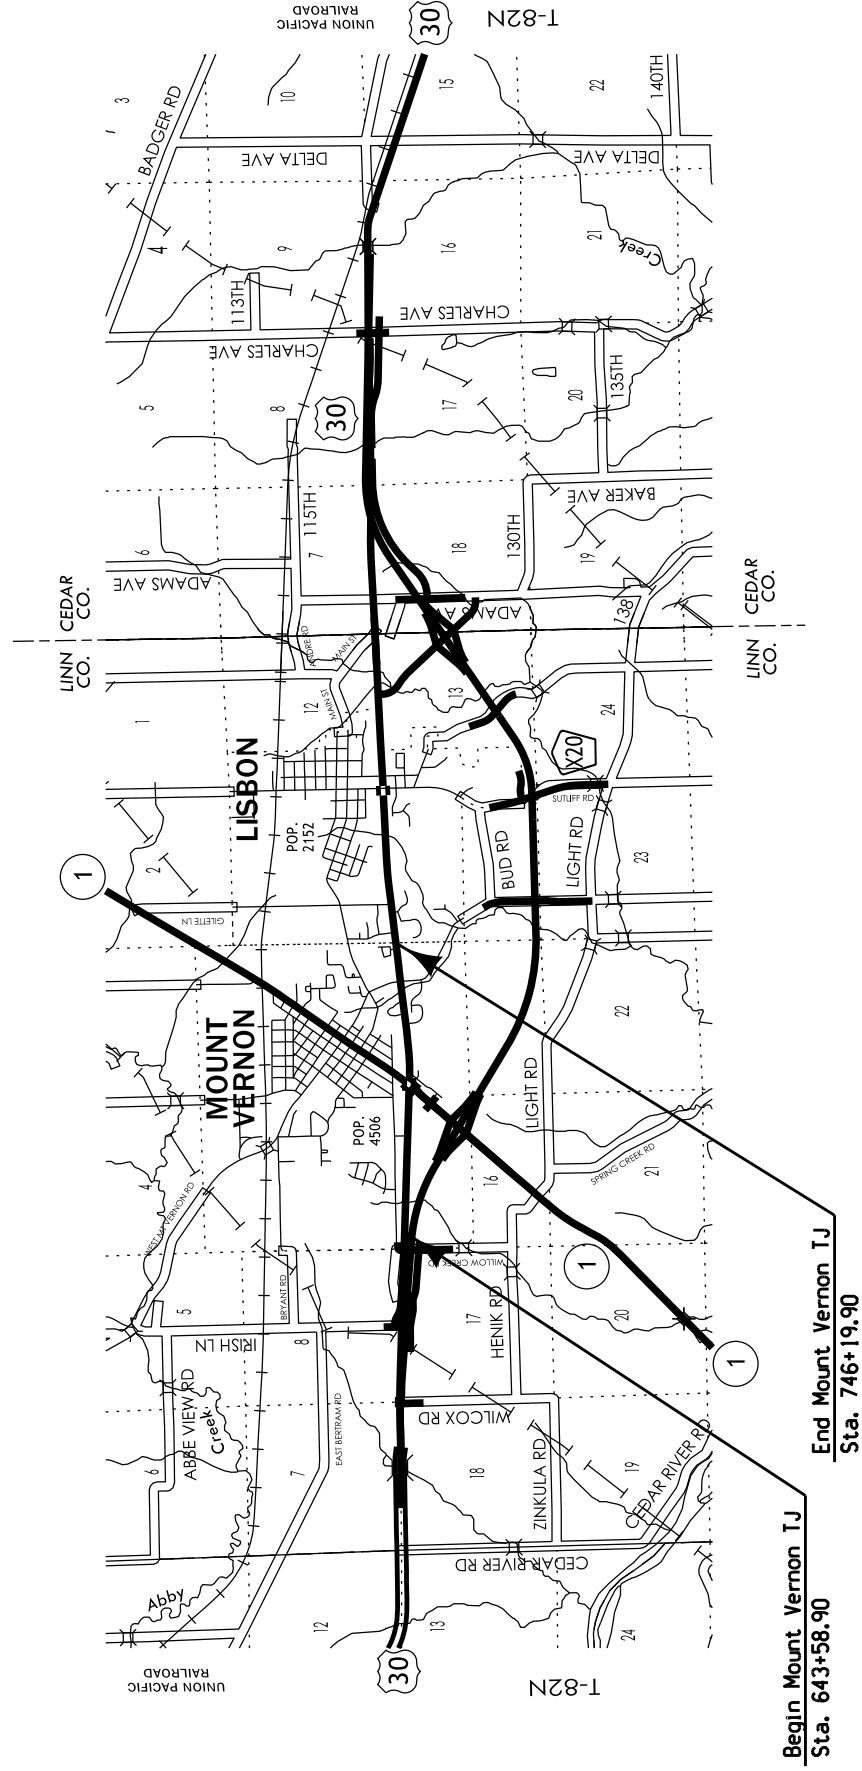 UNION PACIFIC
RAILROAD
30
T-82N
3
BADGER RD
10
15
22
140TH
DELTA AVE
DELTA AVE
4
9
16
21
Creek
113TH
CHARLES AVE
CHARLES AVE
5
8
30
17
20
135TH
115TH
130TH
BAKER AVE
6
7
18
19
ADAMS AVE
ADAMS AVE
138
CEDAR
CO.
LINN
CO.
CEDAR
CO.
LINN
CO.
ANDRE RD
MAIN ST
MAIN ST
1
12
13
24
LISBON
POP.
2152
X20
SUTLIFF RD
BUD RD
LIGHT RD
23
1
2
GILETTE LN
MOUNT
VERNON
POP.
4506
22
LIGHT RD
SPRING CREEK RD
21
4
WEST MT VERNON RD
16
WILLOW CREEK RD
1
BRYANT RD
5
IRISH LN
8
17
HENIK RD
20
1
ABBE VIEW RD
Creek
EAST BERTRAM RD
WILCOX RD
6
7
18
ZINKULA RD
19
CEDAR RIVER RD
CEDAR RIVER RD
Abby
12
13
24
UNION PACIFIC
RAILROAD
30
T-82N
Begin Mount Vernon TJ
Sta. 643+58.90
End Mount Vernon TJ
Sta. 746+19.90